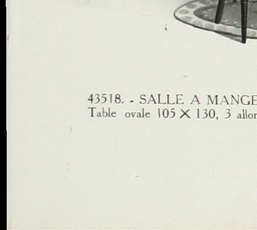 43518. - SALLE A MANGE
Table ovale 105 X 130, 3 allon